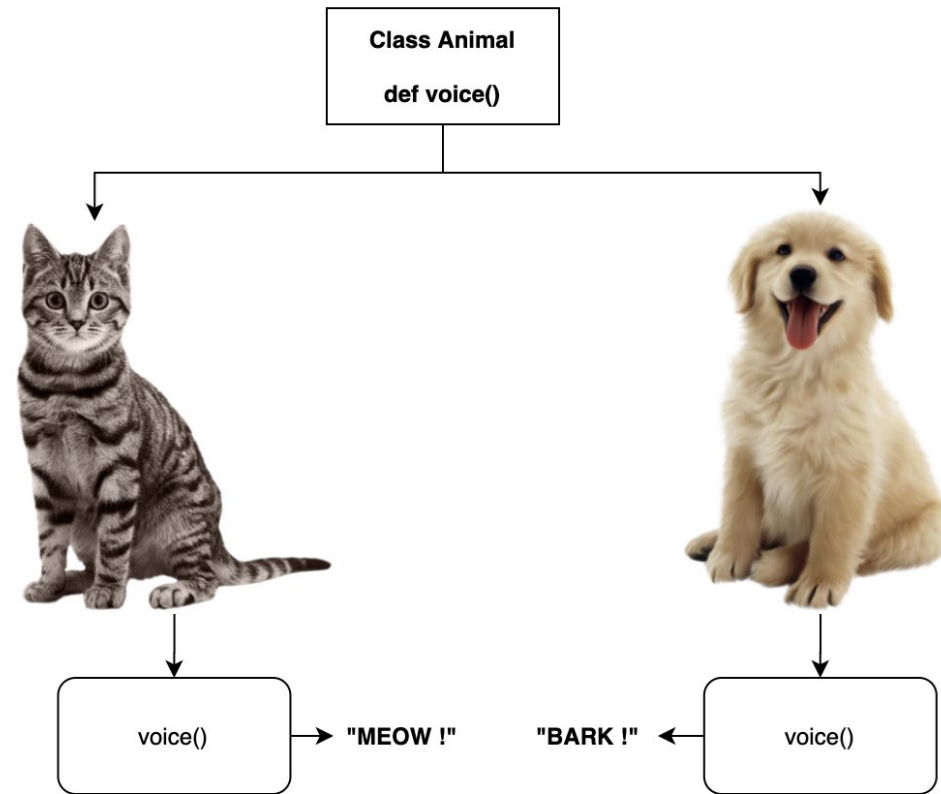 Class Animal
def voice()
voice()
"MEOW !"
"BARK !"
voice()